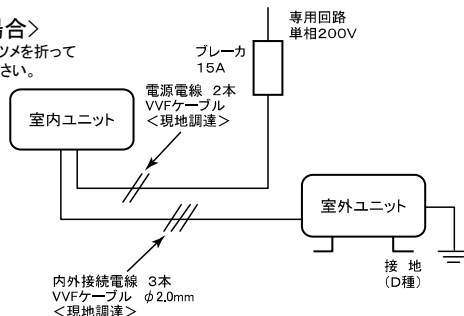 場合＞
ツメを折って
さい。
専用回路
単相200V
ブレーカ
15A
電源電線 2本
VVFケーブル
＜現地調達＞
室内ユニット
室外ユニット
接 地
(D種)
内外接続電線 3本
VVFケーブル φ2.0mm
＜現地調達＞